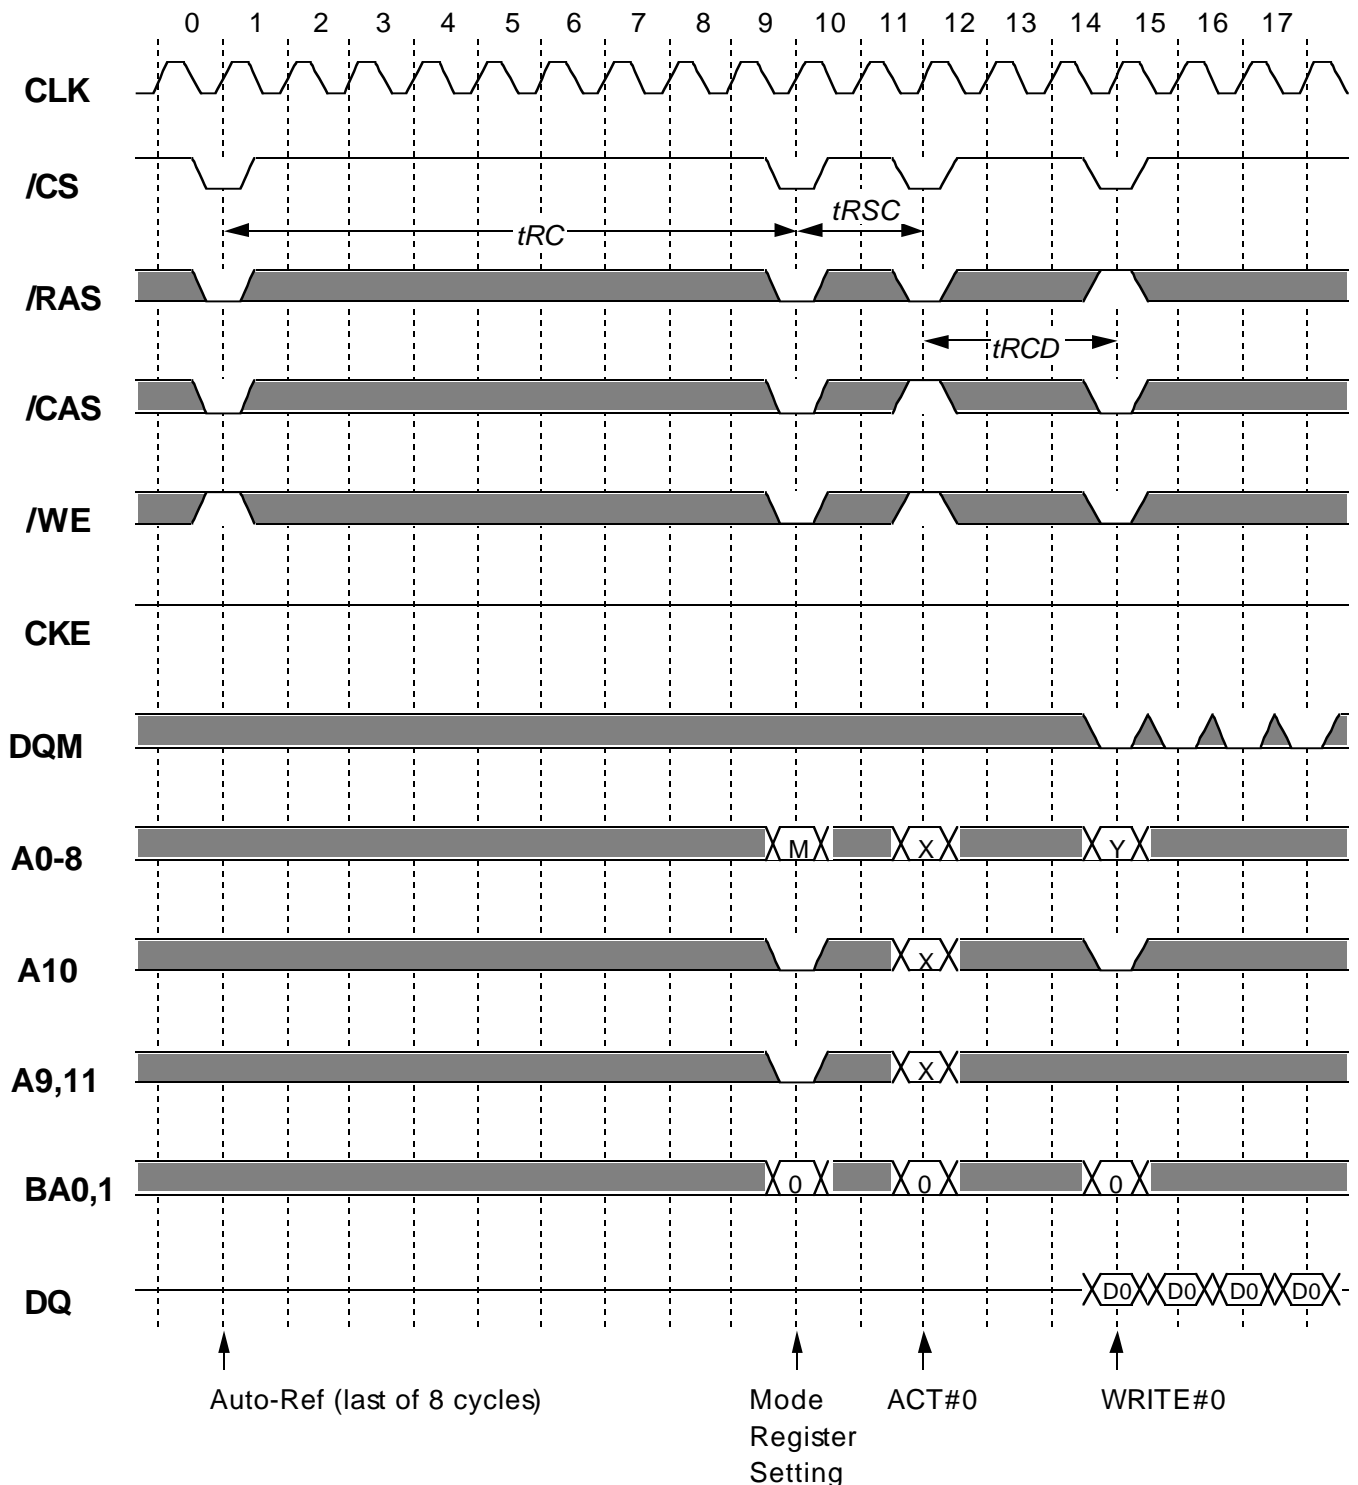 0 1 2 3 4 5 6 7 8 9 10 11 12 13 14 15 16 17
CLK
/CS
tRSC
tRC
/RAS
tRCD
/CAS
/WE
CKE
DQM
A0-8 M X Y
A10 X
A9,11 X
BA0,1 0 0 0
DQ D0 D0 D0 D0
Auto-Ref (last of 8 cycles) Mode ACT#0 WRITE#0
Register
Setting